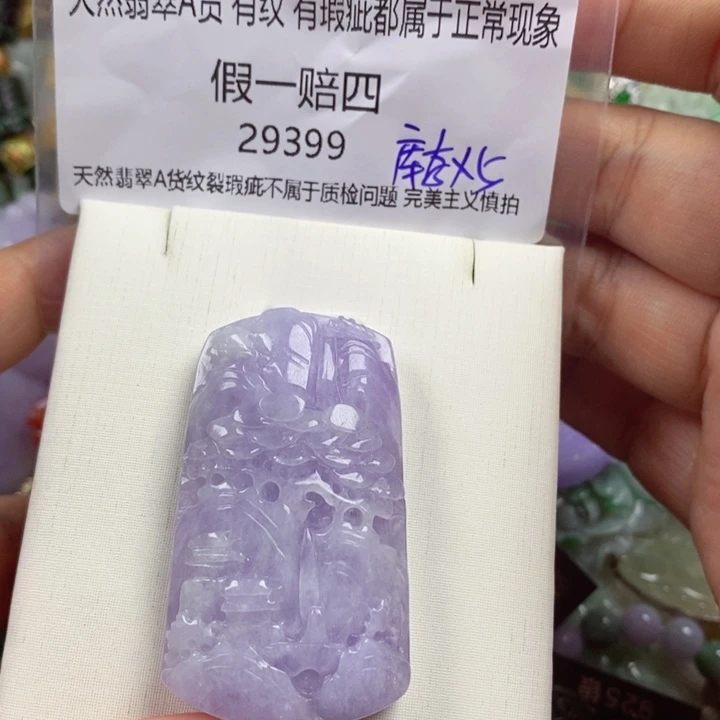 天然翡翠A货 有纹 有瑕疵都属于正常现象
假一赔四
29399
天然翡翠A货纹裂瑕疵不属于质检问题 完美主义慎拍
925